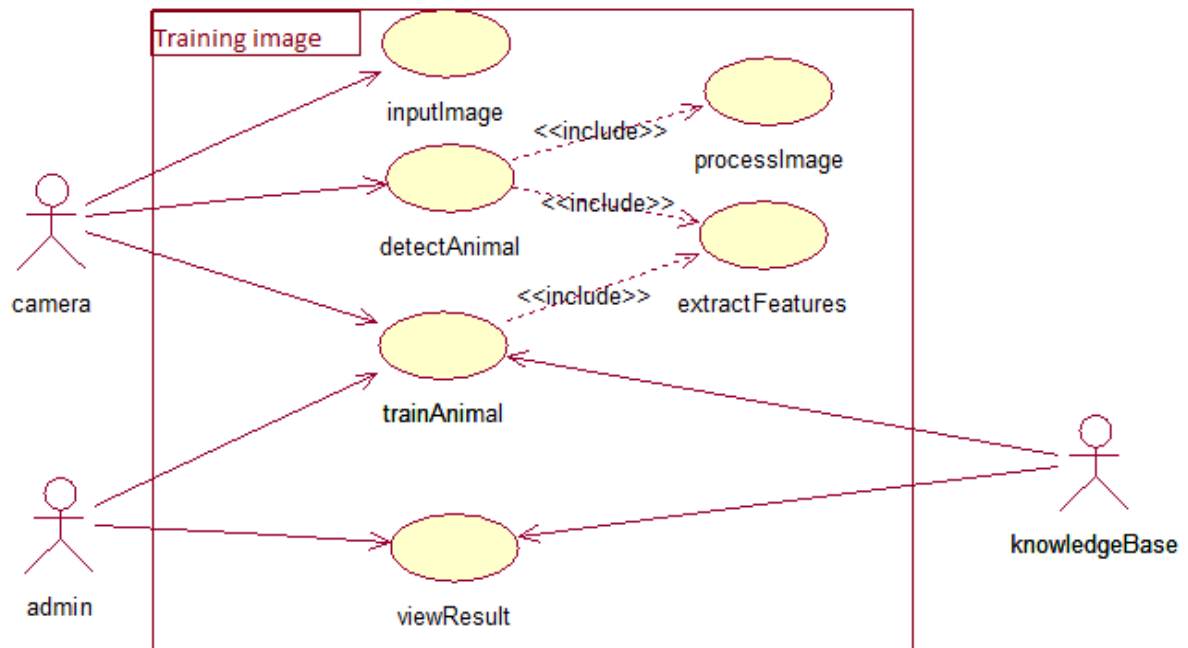 Training image
inputImage
<<include>>
processImage
<<include>>
detectAnimal
camera
<<include>>
extractFeatures
trainAnimal
knowledgeBase
admin
viewResult